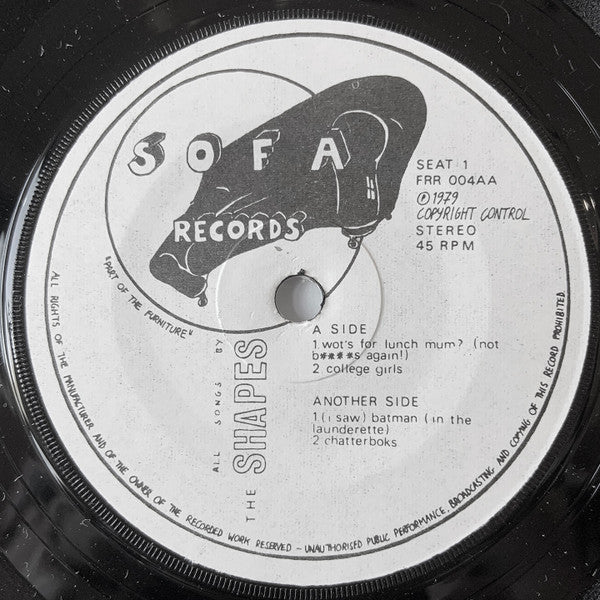 SOFA
RECORDS
"PART OF THE FURNITURE"
SEAT 1
FRR 004AA
Ⓟ 1979
COPYRIGHT CONTROL
STEREO
45 RPM
ALL SONGS BY
THE SHAPES
A SIDE
1.wot's for lunch mum? (not
b****s again!)
2 college girls
ANOTHER SIDE
1.(i saw) batman (in the
launderette)
2 chatterboks
ALL RIGHTS OF THE MANUFACTURER AND OF THE OWNER OF THE RECORDED WORK RESERVED - UNAUTHORISED PUBLIC PERFORMANCE, BROADCASTING AND COPYING OF THIS RECORD PROHIBITED